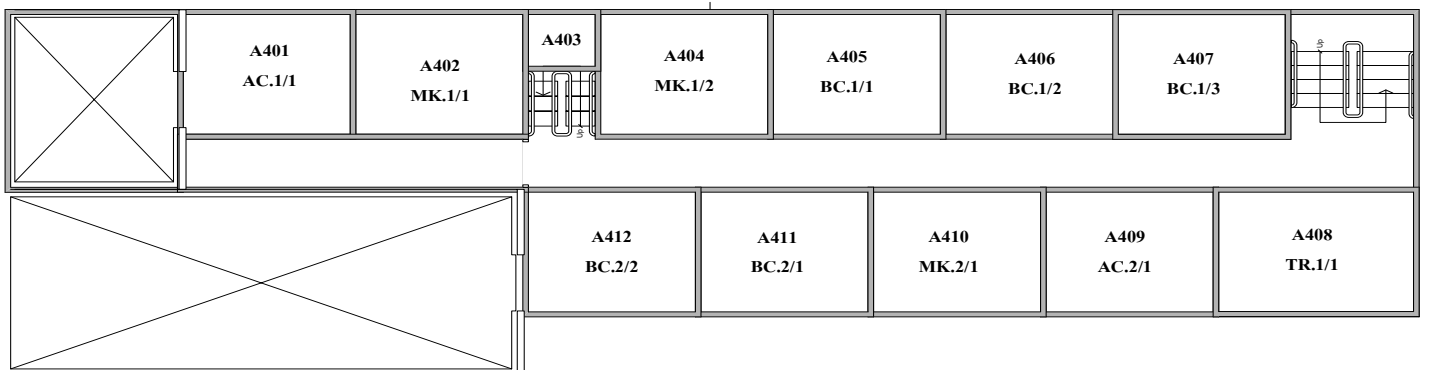 A401
AC.1/1
A402
MK.1/1
A403
Up
A404
MK.1/2
A405
BC.1/1
A406
BC.1/2
A407
BC.1/3
Up
A412
BC.2/2
A411
BC.2/1
A410
MK.2/1
A409
AC.2/1
A408
TR.1/1